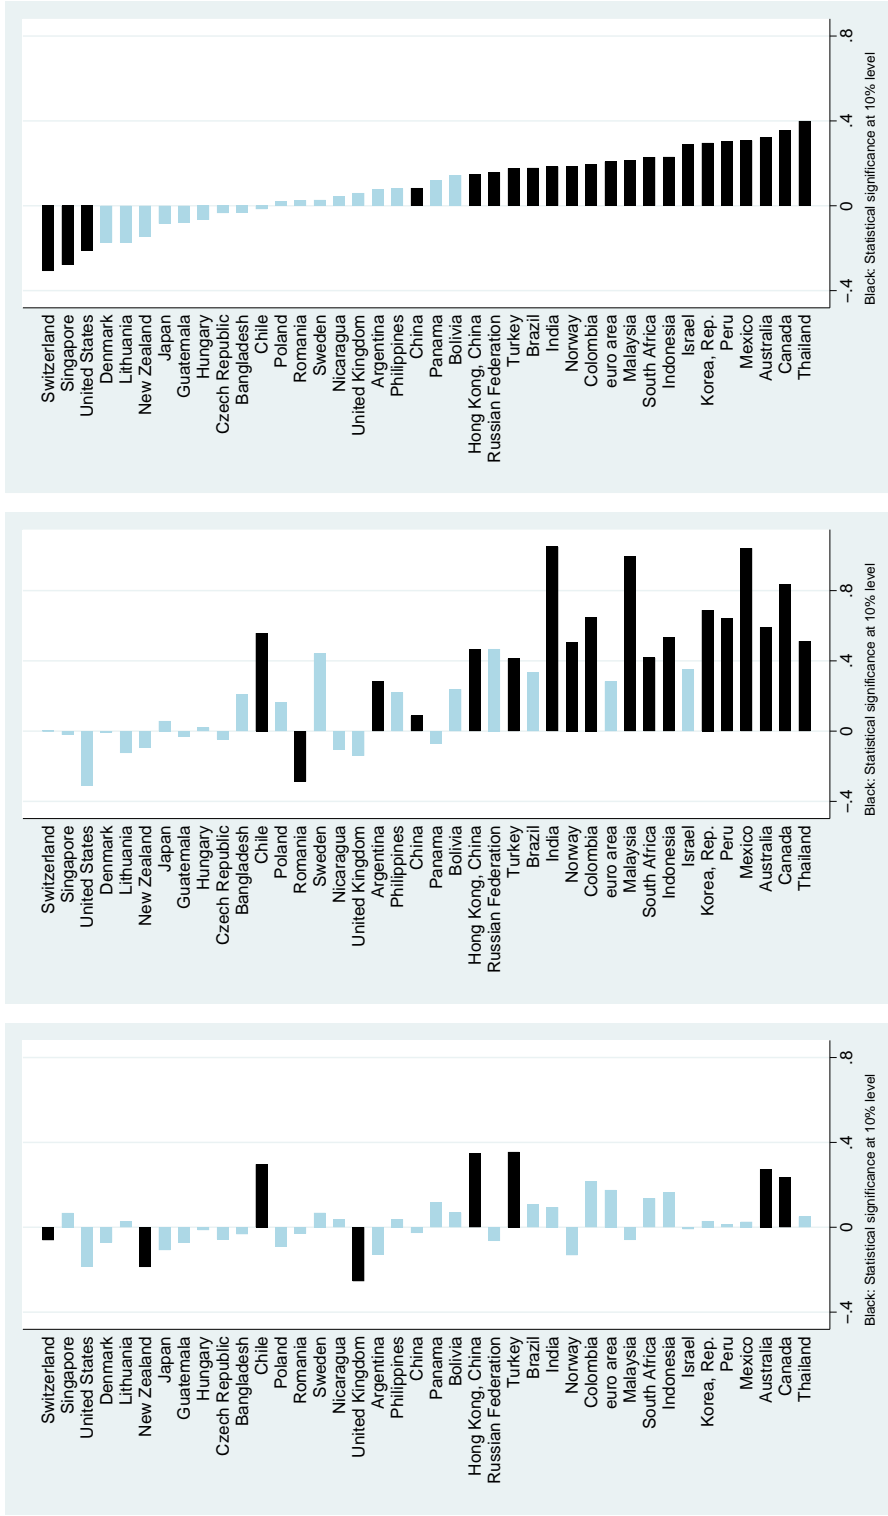 Switzerland
Singapore
United States
Denmark
Lithuania
New Zealand
Japan
Guatemala
Hungary
Czech Republic
Bangladesh
Chile
Poland
Romania
Sweden
Nicaragua
United Kingdom
Argentina
Philippines
China
Panama
Bolivia
Hong Kong, China
Russian Federation
Turkey
Brazil
India
Norway
Colombia
euro area
Malaysia
South Africa
Indonesia
Israel
Korea, Rep.
Peru
Mexico
Australia
Canada
Thailand
-.4 0 .4 .8
Black: Statistical significance at 10% level
Switzerland
Singapore
United States
Denmark
Lithuania
New Zealand
Japan
Guatemala
Hungary
Czech Republic
Bangladesh
Chile
Poland
Romania
Sweden
Nicaragua
United Kingdom
Argentina
Philippines
China
Panama
Bolivia
Hong Kong, China
Russian Federation
Turkey
Brazil
India
Norway
Colombia
euro area
Malaysia
South Africa
Indonesia
Israel
Korea, Rep.
Peru
Mexico
Australia
Canada
Thailand
-.4 0 .4 .8
Black: Statistical significance at 10% level
Switzerland
Singapore
United States
Denmark
Lithuania
New Zealand
Japan
Guatemala
Hungary
Czech Republic
Bangladesh
Chile
Poland
Romania
Sweden
Nicaragua
United Kingdom
Argentina
Philippines
China
Panama
Bolivia
Hong Kong, China
Russian Federation
Turkey
Brazil
India
Norway
Colombia
euro area
Malaysia
South Africa
Indonesia
Israel
Korea, Rep.
Peru
Mexico
Australia
Canada
Thailand
-.4 0 .4 .8
Black: Statistical significance at 10% level